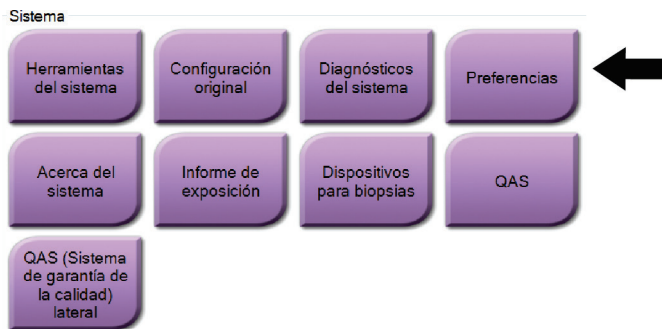 Sistema
Herramientas
del sistema
Configuración
original
Diagnósticos
del sistema
Preferencias
Acerca del
sistema
Informe de
exposición
Dispositivos
para biopsias
QAS
QAS (Sistema
de garantía de
la calidad)
lateral